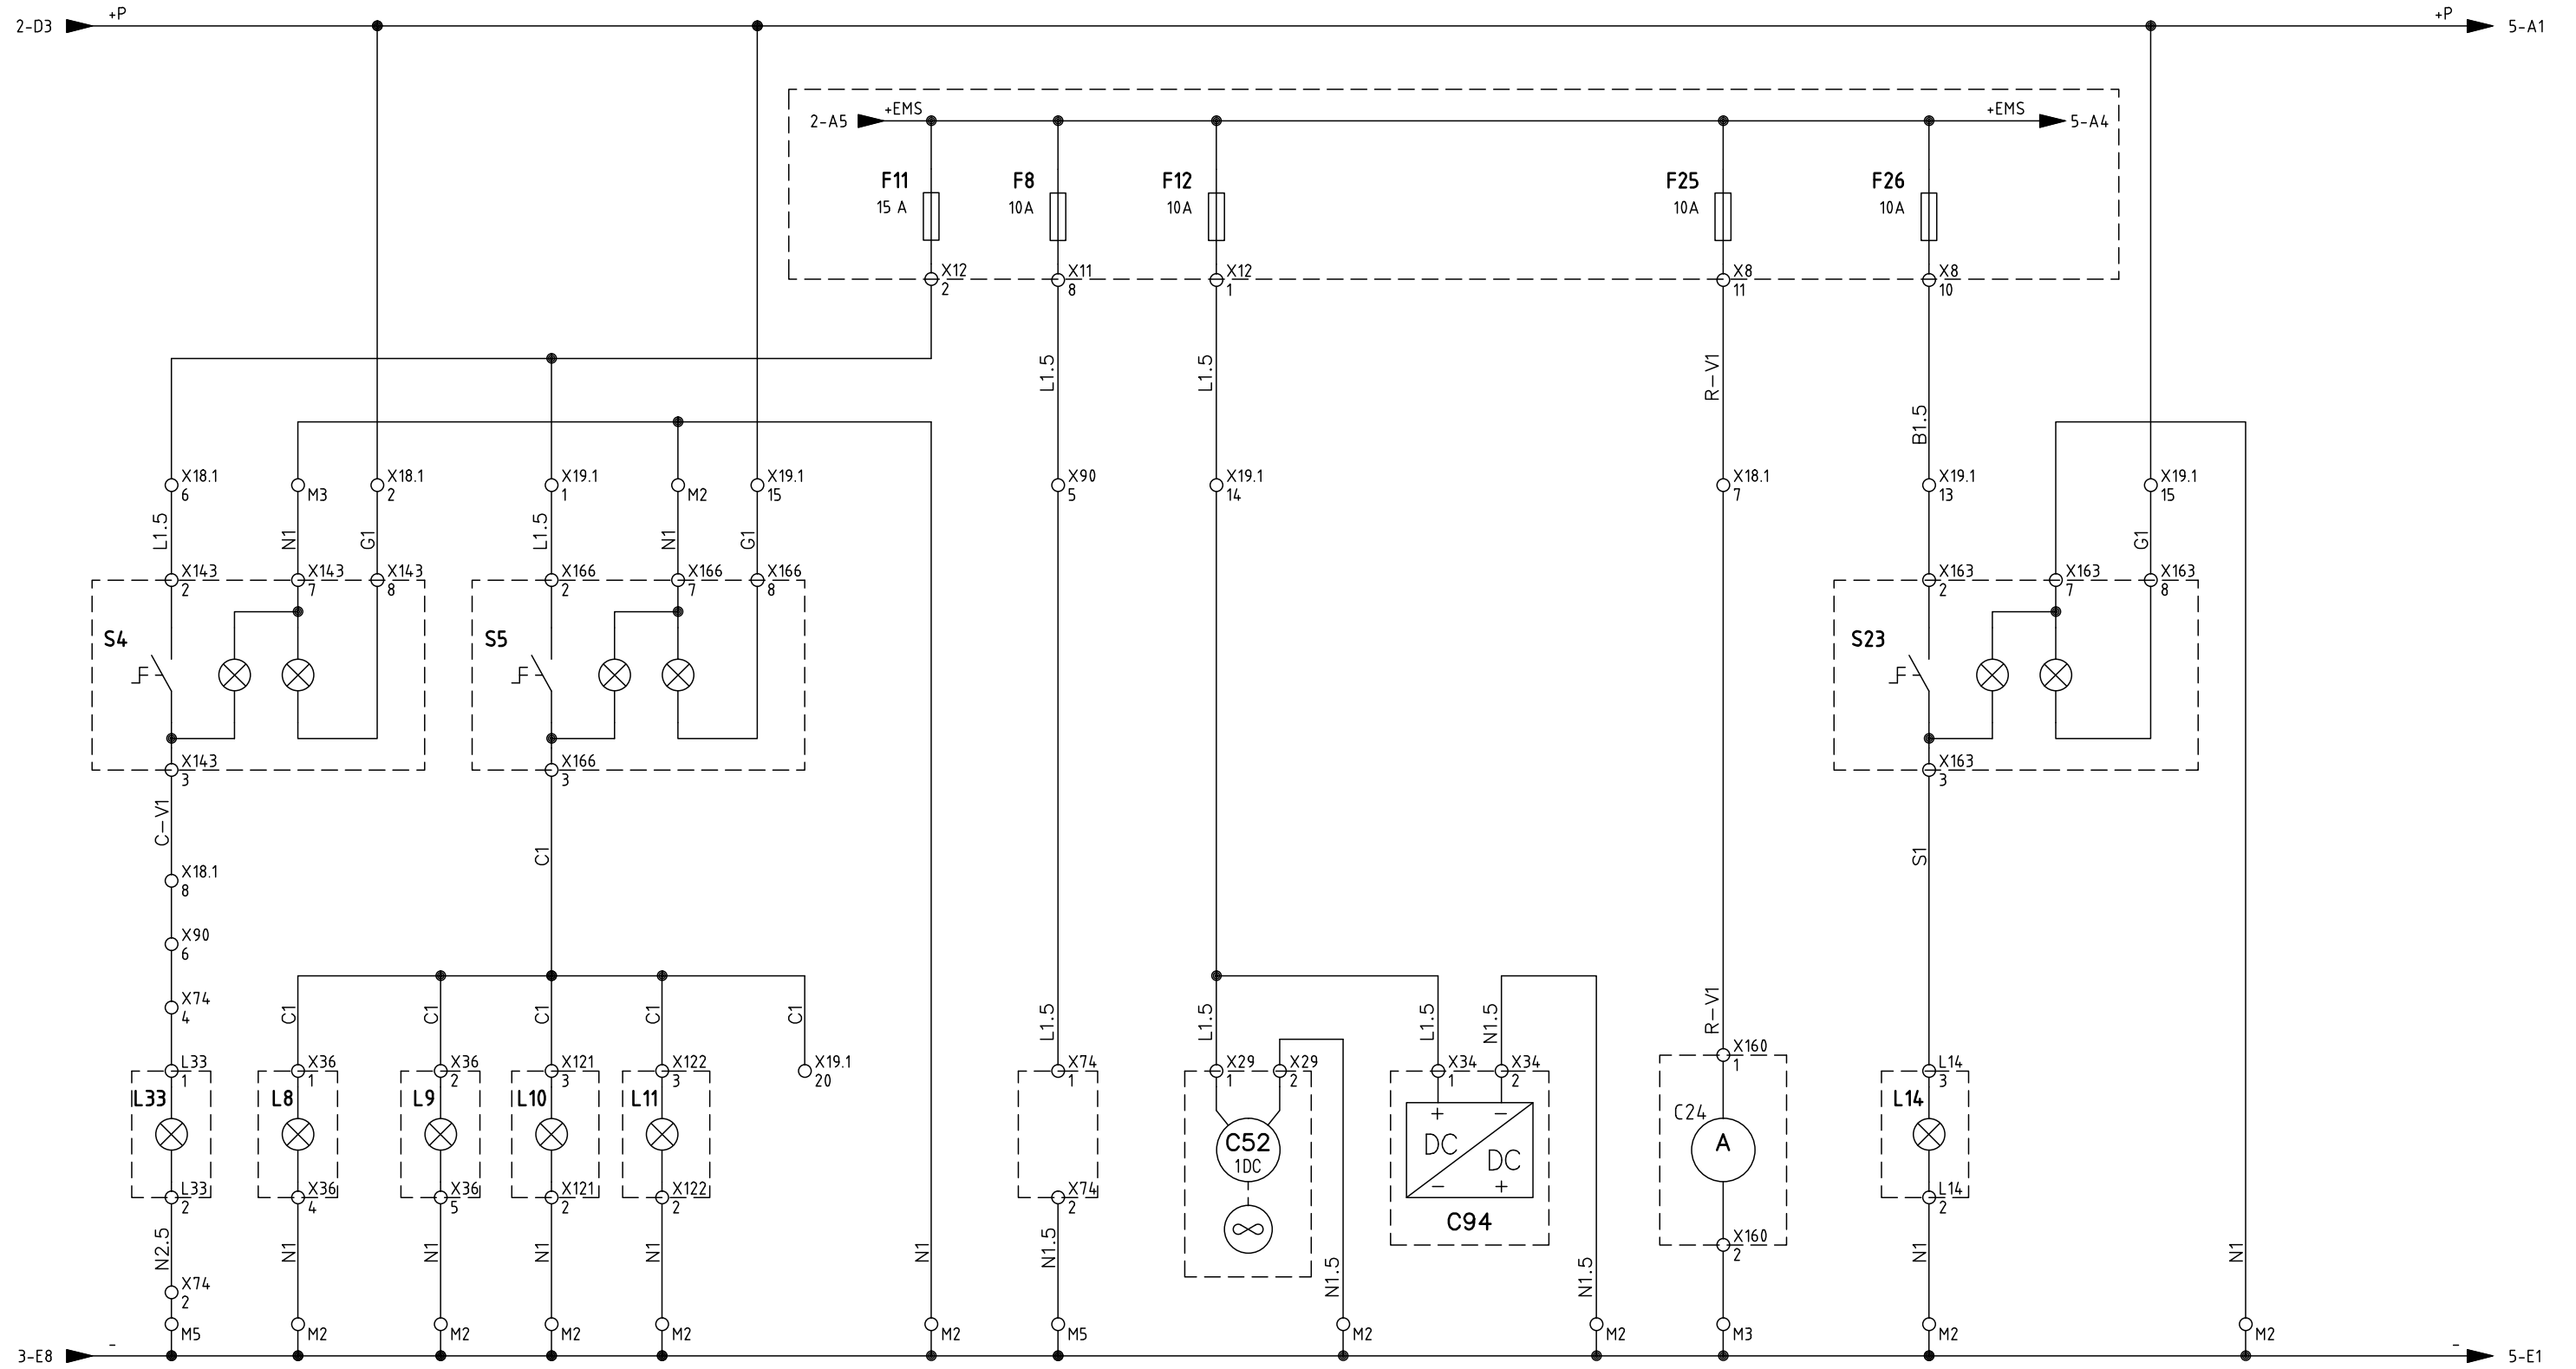 +P
+P
2-D3
5-A1
+EMS
+EMS
2-A5
5-A4
F11
F8
F12
F25
F26
15 A
10A
10A
10A
10A
X12
X11
X12
X8
X8
2
8
1
11
10
L1.5
L1.5
R-V1
B1.5
X18.1
X18.1
X19.1
X19.1
X90
X19.1
X18.1
X19.1
X19.1
6
M3
2
1
M2
15
5
14
7
13
15
L1.5
N1
G1
L1.5
N1
G1
G1
X143
X143
X143
X166
X166
X166
X163
X163
X163
2
7
8
2
7
8
2
7
8
S4
S5
S23
X143
X166
X163
3
3
3
C-V1
C1
S1
X18.1
8
X90
6
X74
4
C1
C1
C1
C1
C1
L1.5
L1.5
L1.5
N1.5
R-V1
X160
1
L33
X36
X36
X121
X122
X19.1
X74
X29
X29
X34
X34
L14
1
1
2
3
3
20
1
1
2
1
2
3
L33
L8
L9
L10
L11
C24
L14
+
−
C52
1DC
DC
DC
A
−
+
L33
X36
X36
X121
X122
X74
L14
2
4
5
2
2
2
2
C94
X160
2
N2.5
N1
N1
N1
N1
N1
N1.5
N1.5
N1.5
N1
N1
X74
2
M5
M2
M2
M2
M2
M2
M5
M2
M2
M3
M2
M2
-
-
3-E8
5-E1